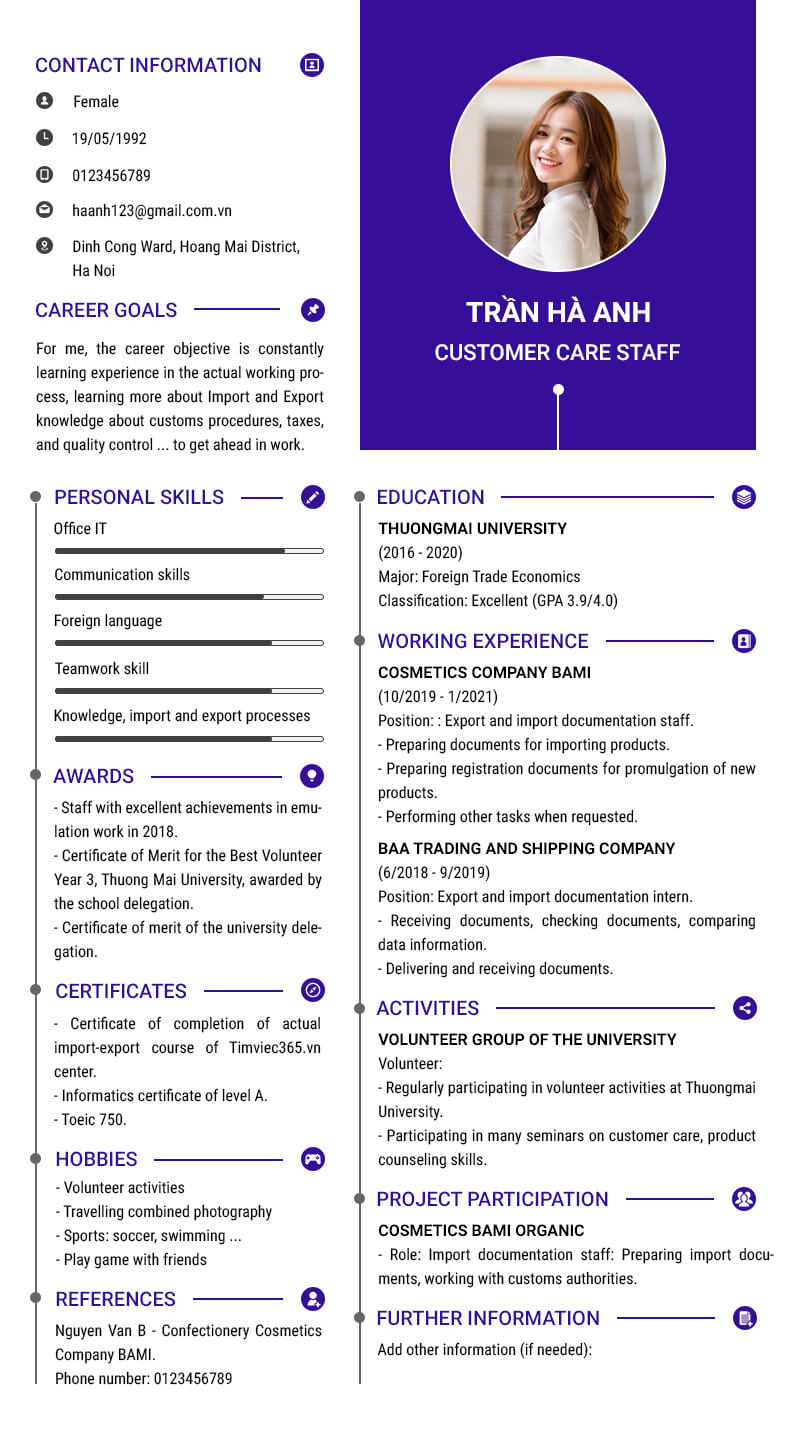 CONTACT INFORMATION
Female
19/05/1992
0123456789
haanh123@gmail.com.vn
Dinh Cong Ward, Hoang Mai District,
Ha Noi
CAREER GOALS
For me, the career objective is constantly
learning experience in the actual working pro-
cess, learning more about Import and Export
knowledge about customs procedures, taxes,
and quality control ... to get ahead in work.
TRẦN HÀ ANH
CUSTOMER CARE STAFF
PERSONAL SKILLS
Office IT
Communication skills
Foreign language
Teamwork skill
Knowledge, import and export processes
AWARDS
- Staff with excellent achievements in emu-
lation work in 2018.
- Certificate of Merit for the Best Volunteer
Year 3, Thuong Mai University, awarded by
the school delegation.
- Certificate of merit of the university dele-
gation.
CERTIFICATES
- Certificate of completion of actual
import-export course of Timviec365.vn
center.
- Informatics certificate of level A.
- Toeic 750.
HOBBIES
- Volunteer activities
- Travelling combined photography
- Sports: soccer, swimming ...
- Play game with friends
REFERENCES
Nguyen Van B - Confectionery Cosmetics
Company BAMI.
Phone number: 0123456789
EDUCATION
THUONGMAI UNIVERSITY
(2016 - 2020)
Major: Foreign Trade Economics
Classification: Excellent (GPA 3.9/4.0)
WORKING EXPERIENCE
COSMETICS COMPANY BAMI
(10/2019 - 1/2021)
Position: : Export and import documentation staff.
- Preparing documents for importing products.
- Preparing registration documents for promulgation of new
products.
- Performing other tasks when requested.
BAA TRADING AND SHIPPING COMPANY
(6/2018 - 9/2019)
Position: Export and import documentation intern.
- Receiving documents, checking documents, comparing
data information.
- Delivering and receiving documents.
ACTIVITIES
VOLUNTEER GROUP OF THE UNIVERSITY
Volunteer:
- Regularly participating in volunteer activities at Thuongmai
University.
- Participating in many seminars on customer care, product
counseling skills.
PROJECT PARTICIPATION
COSMETICS BAMI ORGANIC
- Role: Import documentation staff: Preparing import docu-
ments, working with customs authorities.
FURTHER INFORMATION
Add other information (if needed):